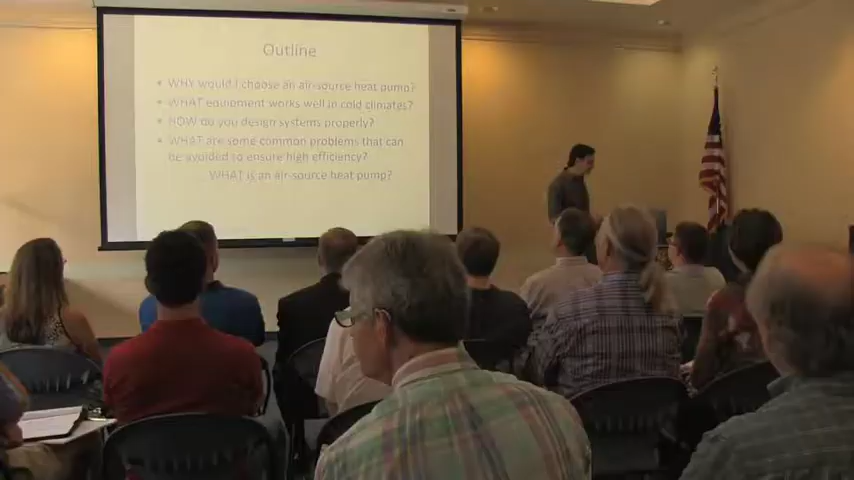 Outline
• WHY would I choose an air-source heat pump?
• WHAT equipment works well in cold climates?
• HOW do you design systems properly?
• WHAT are some common problems that can
be avoided to ensure high efficiency?
WHAT is an air-source heat pump?